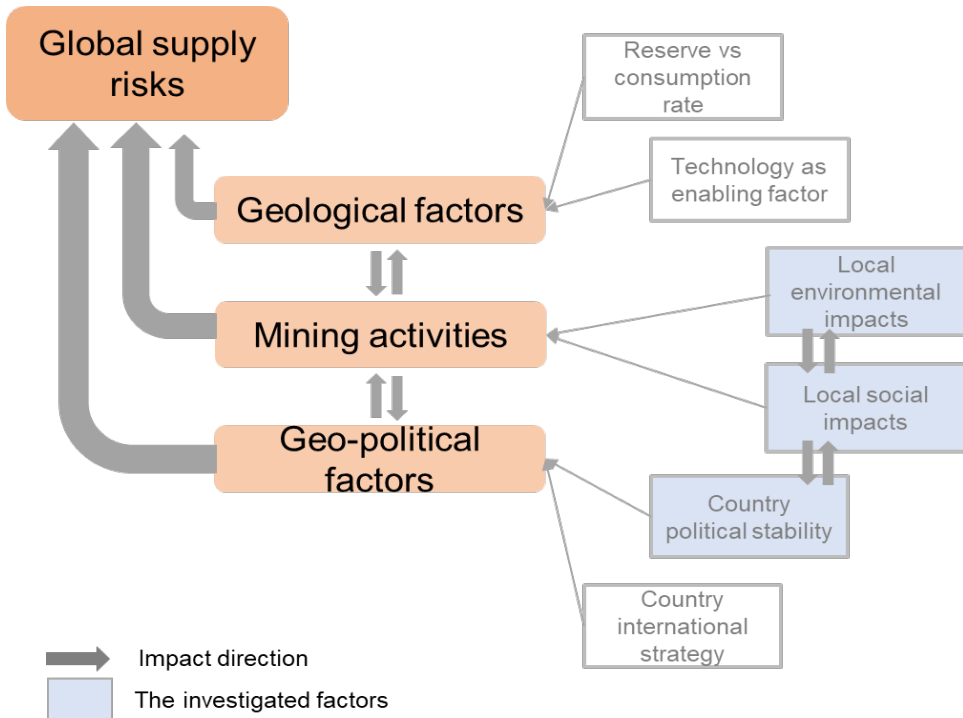 Global supply
risks
Reserve vs
consumption
rate
Technology as
enabling factor
Geological factors
Local
environmental
impacts
Mining activities
Local social
impacts
Geo-political
factors
Country
political stability
Country
international
strategy
Impact direction
The investigated factors